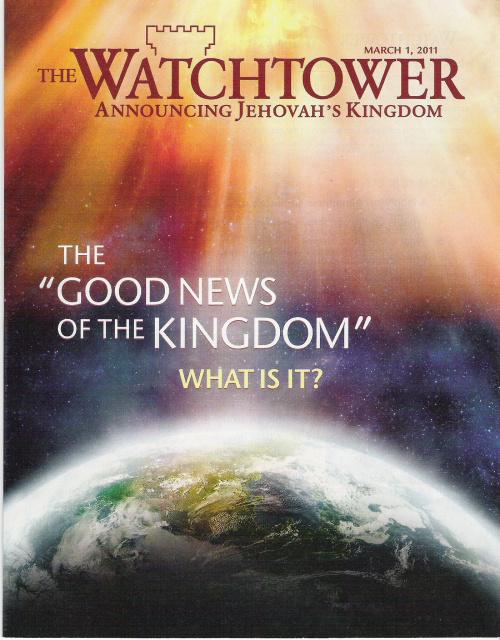 MARCH 1, 2011
THE WATCHTOWER
ANNOUNCING JEHOVAH'S KINGDOM
THE
“GOOD NEWS
OF THE KINGDOM”
WHAT IS IT?